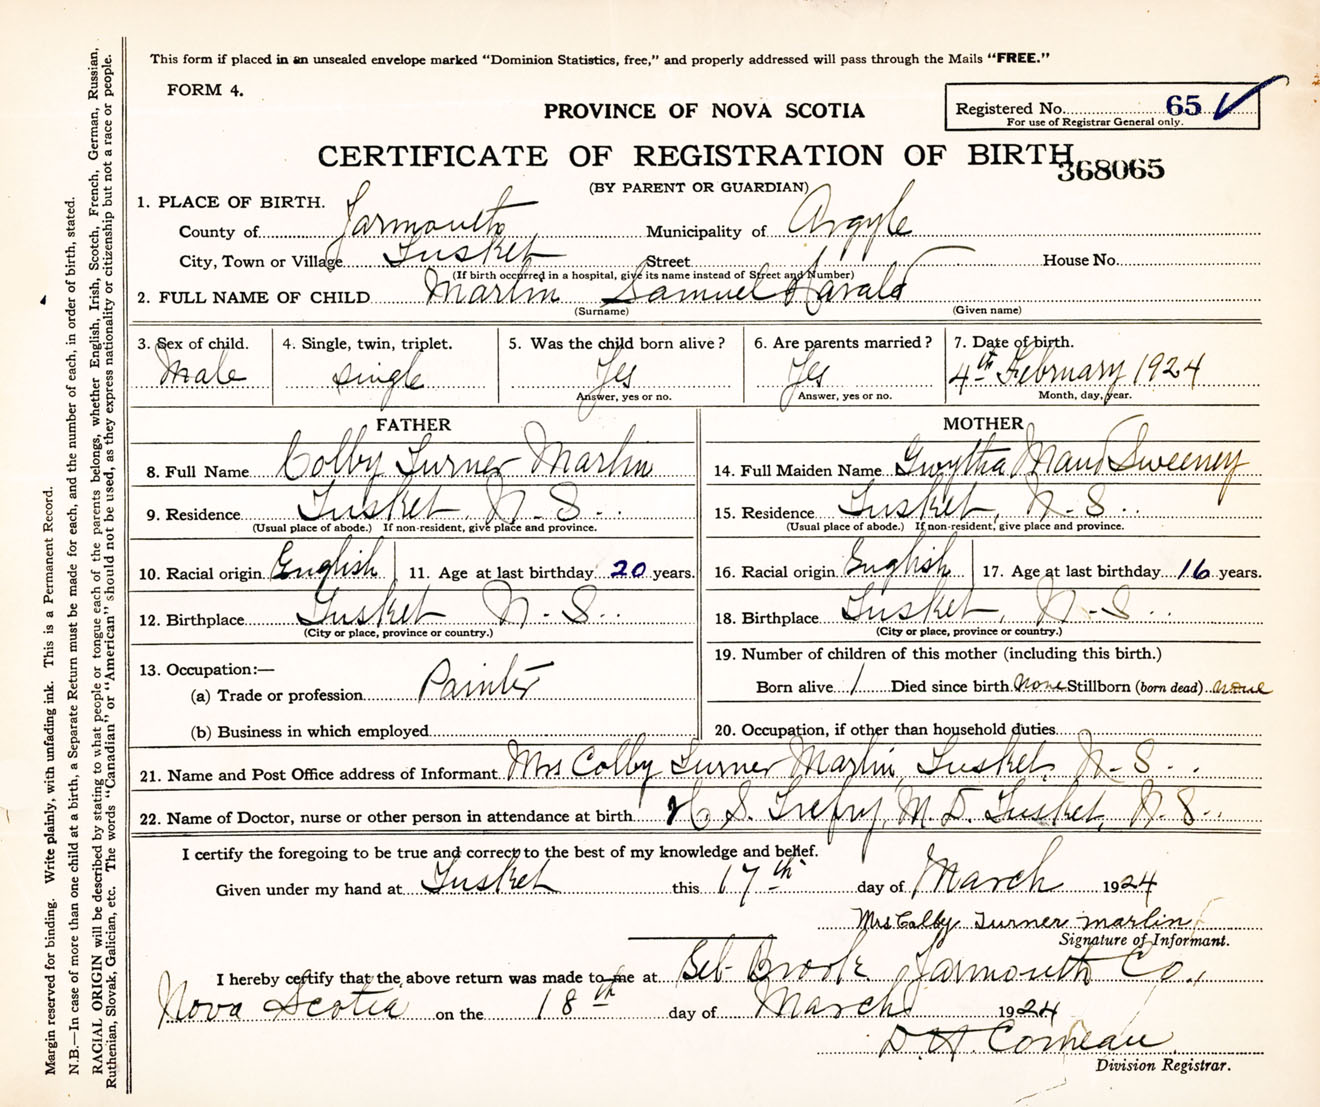 This form if placed in an unsealed envelope marked "Dominion Statistics, free," and properly addressed will pass through the Mails "FREE."
FORM 4.
PROVINCE OF NOVA SCOTIA
Registered No. 65
For use of Registrar General only.
CERTIFICATE OF REGISTRATION OF BIRTH
368065
(BY PARENT OR GUARDIAN)
1. PLACE OF BIRTH.
County of Yarmouth Municipality of Argyle
City, Town or Village Tusket Street House No.
(If birth occurred in a hospital, give its name instead of Street and Number)
2. FULL NAME OF CHILD Marlin Samuel Harald
(Surname) (Given name)
3. Sex of child. 4. Single, twin, triplet. 5. Was the child born alive? 6. Are parents married? 7. Date of birth.
Male single Yes Yes 4th February 1924
Answer, yes or no. Answer, yes or no. Month, day, year.
FATHER
8. Full Name Colby Turner Marlin
9. Residence Tusket, N-S..
(Usual place of abode.) If non-resident, give place and province.
10. Racial origin English 11. Age at last birthday 20 years.
12. Birthplace Tusket N-S..
(City or place, province or country.)
13. Occupation:—
(a) Trade or profession Painter
(b) Business in which employed
MOTHER
14. Full Maiden Name Gwytha Maud Sweeney
15. Residence Tusket, N-S..
(Usual place of abode.) If non-resident, give place and province.
16. Racial origin English 17. Age at last birthday 16 years.
18. Birthplace Tusket, N-S..
(City or place, province or country.)
19. Number of children of this mother (including this birth.)
Born alive 1 Died since birth None Stillborn (born dead) none
20. Occupation, if other than household duties
21. Name and Post Office address of Informant Mrs Colby Turner Marlin, Tusket, N-S..
22. Name of Doctor, nurse or other person in attendance at birth H S. Trefry, M.D. Tusket, N.S..
I certify the foregoing to be true and correct to the best of my knowledge and belief.
Given under my hand at Tusket this 17th day of March 1924
Mrs Colby Turner marlin
Signature of Informant.
I hereby certify that the above return was made to me at Bel-Brook Yarmouth Co.,
Nova Scotia on the 18th day of March 1924
D. H. Comeau
Division Registrar.
Margin reserved for binding. Write plainly, with unfading ink. This is a Permanent Record.
N.B.—In case of more than one child at a birth, a Separate Return must be made for each, and the number of each, in order of birth, stated.
RACIAL ORIGIN will be described by stating to what people or tongue each of the parents belongs, whether English, Irish, Scotch, French, German, Russian,
Ruthenian, Slovak, Galician, etc. The words "Canadian" or "American" should not be used, as they express nationality or citizenship but not a race or people.